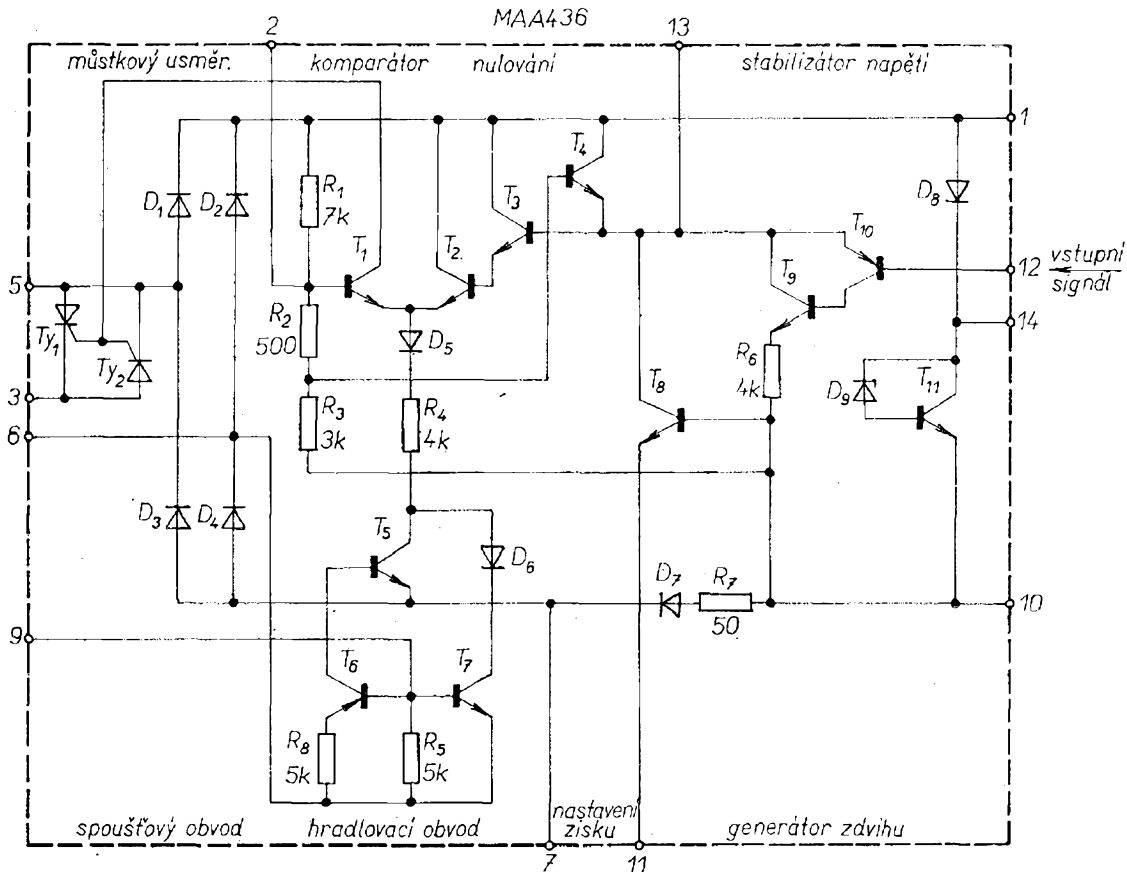 MAA436
2
13
můstkový usměr.
komparátor
nulování
stabilizátor napětí
1
T4
R1
7k
D1
D2
T3
D8
T1
T2
T10
12
vstupní
signál
5
T9
14
R2
500
D5
Ty1
Ty2
R6
4k
T8
D9
T11
3
R3
3k
R4
4k
6
D3
D4
T5
D6
D7
R7
50
10
9
T6
T7
R8
5k
R5
5k
spoušťový obvod
hradlovací obvod
nastavení
zisku
generátor zdvihu
7
11